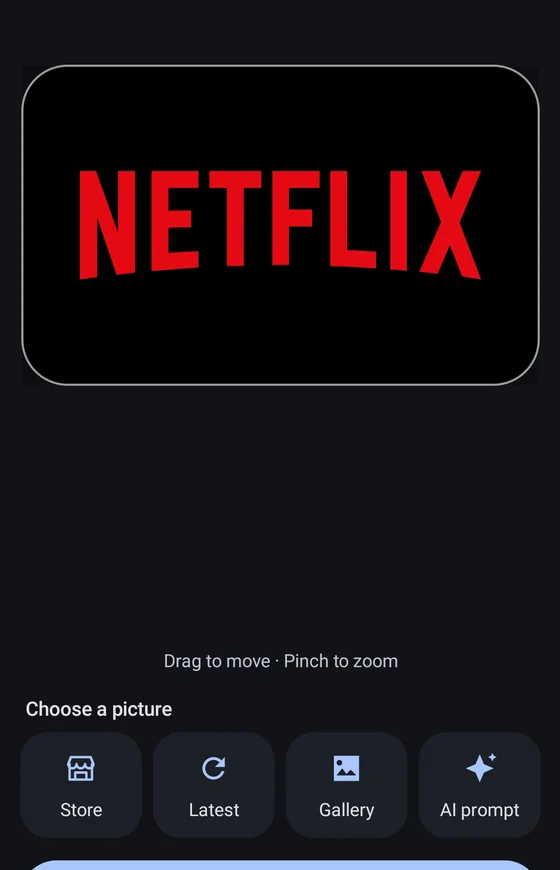 NETFLIX
Drag to move · Pinch to zoom
Choose a picture
Store
Latest
Gallery
AI prompt